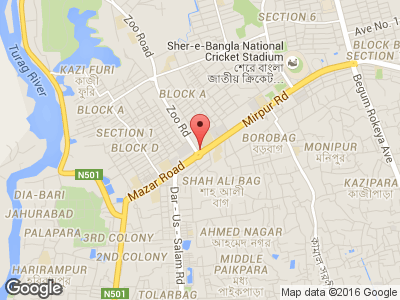 Zoo Road
SECTION 6
Ave No. 1
Sher-e-Bangla National
Cricket Stadium
শেরে বাংলা
জাতীয় ক্রিকেট
BLOCK B
SECTION
Turag River
KAZI FURI
কাজি
ফুরি
BLOCK A
BLOCK A
Zoo Rd
Mirpur Rd
Begum Rokeya Ave
SECTION 1
BLOCK D
BOROBAG
বড়বাগ
MONIPUR
মনিপুর
N501
Mazar Road
SHAH ALI BAG
শাহ আলী
বাগ
KAZIPARA
কাজীপাড়া
DIA-BARI
JAHURABAD
PALAPARA
Dar - Us - Salam Rd
3RD COLONY
2ND COLONY
AHMED NAGAR
আহমেদ নগর
HARIRAMPUR
হরিরামপুর
MIDDLE
PAIKPARA
মধ্য
পাইকপাড়া
N501
TOLARBAG
Map data ©2016 Google